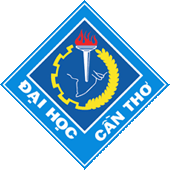 ĐẠI HỌC
CẦN THƠ